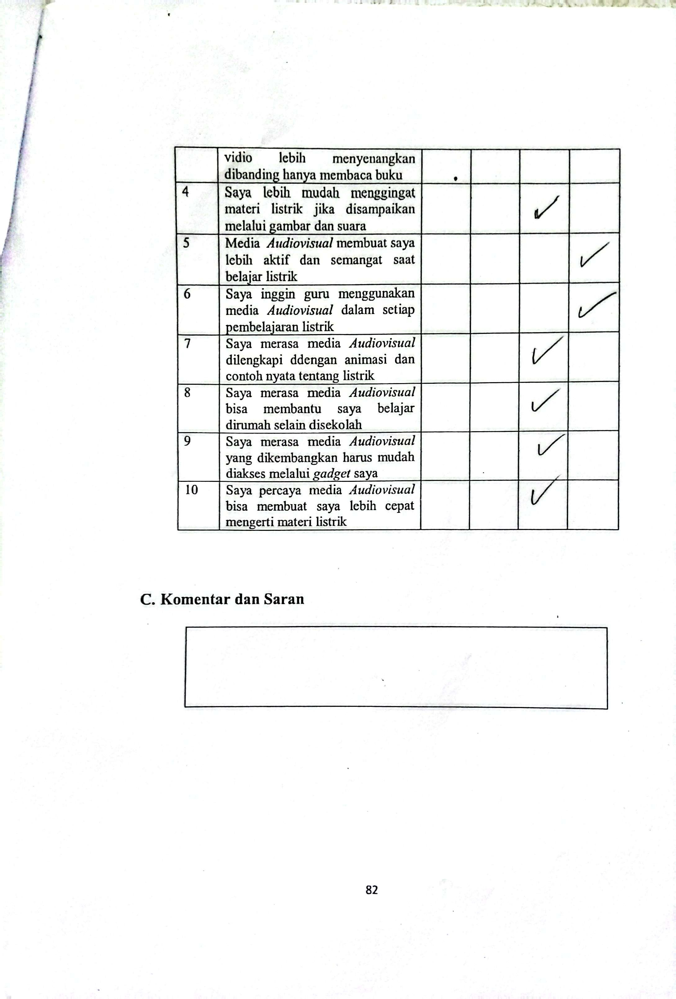 vidio lebih menyenangkan
dibanding hanya membaca buku
4 Saya lebih mudah menggingat
materi listrik jika disampaikan
melalui gambar dan suara
✓
5 Media Audiovisual membuat saya
lebih aktif dan semangat saat
belajar listrik
✓
6 Saya inggin guru menggunakan
media Audiovisual dalam setiap
pembelajaran listrik
✓
7 Saya merasa media Audiovisual
dilengkapi ddengan animasi dan
contoh nyata tentang listrik
✓
8 Saya merasa media Audiovisual
bisa membantu saya belajar
dirumah selain disekolah
✓
9 Saya merasa media Audiovisual
yang dikembangkan harus mudah
diakses melalui gadget saya
✓
10 Saya percaya media Audiovisual
bisa membuat saya lebih cepat
mengerti materi listrik
✓
C. Komentar dan Saran
82